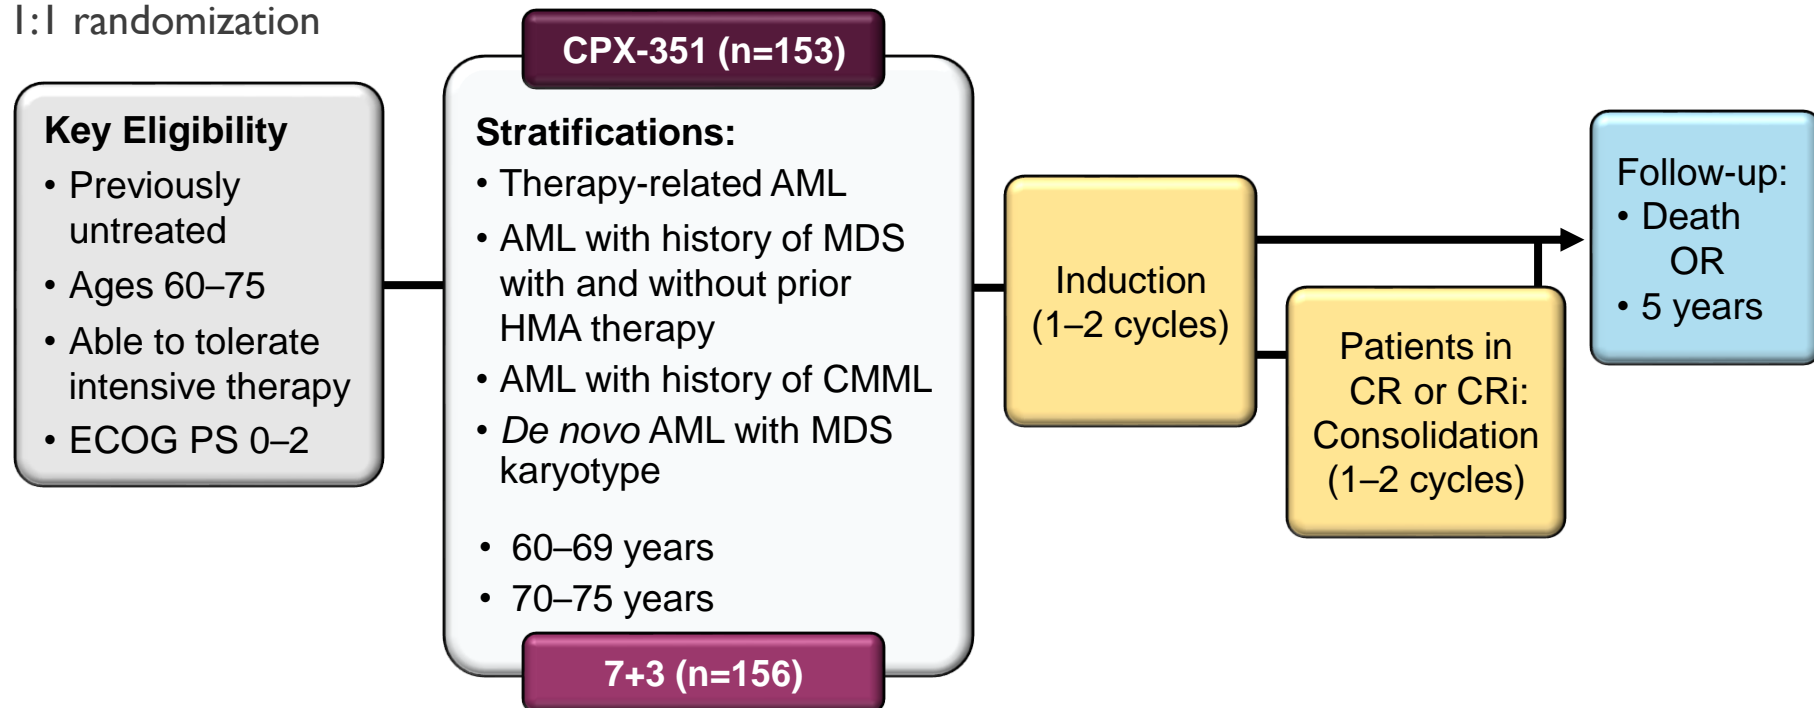 1:1 randomization
CPX-351 (n=153)
Key Eligibility
• Previously
untreated
• Ages 60–75
• Able to tolerate
intensive therapy
• ECOG PS 0–2
Stratifications:
• Therapy-related AML
• AML with history of MDS
with and without prior
HMA therapy
• AML with history of CMML
• De novo AML with MDS
karyotype
• 60–69 years
• 70–75 years
7+3 (n=156)
Induction
(1–2 cycles)
Patients in
CR or CRi:
Consolidation
(1–2 cycles)
Follow-up:
• Death
OR
• 5 years